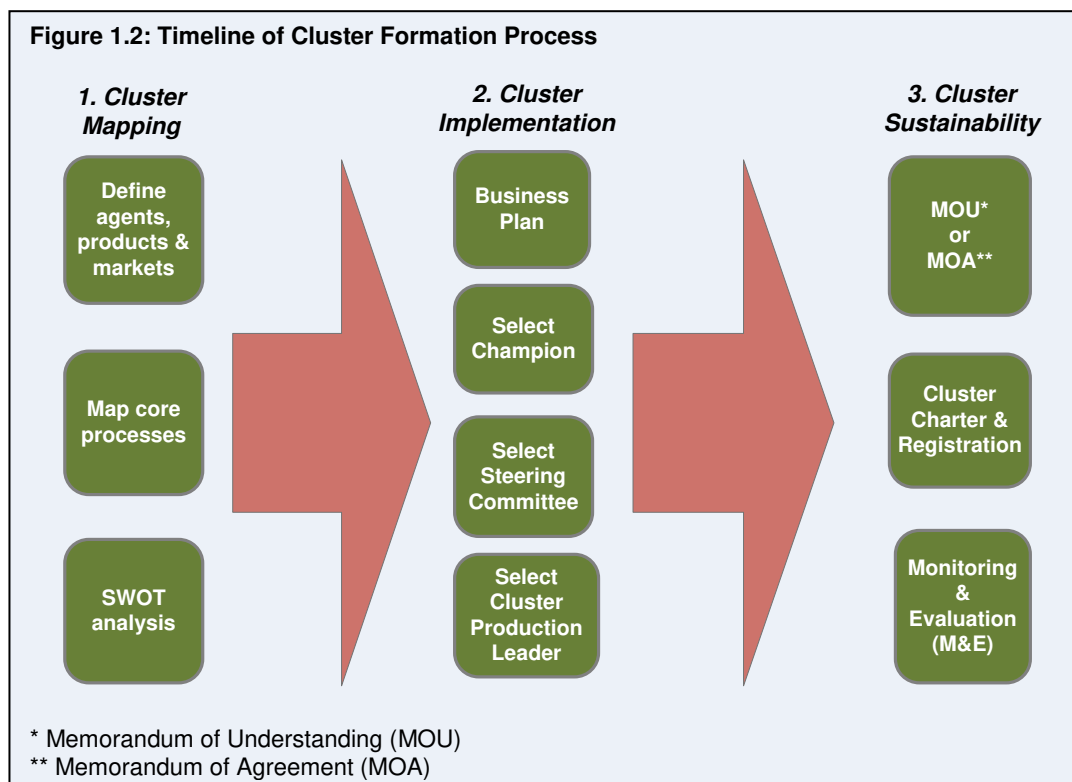 Figure 1.2: Timeline of Cluster Formation Process
1. Cluster
Mapping
Define
agents,
products &
markets
Map core
processes
SWOT
analysis
2. Cluster
Implementation
Business
Plan
Select
Champion
Select
Steering
Committee
Select
Cluster
Production
Leader
3. Cluster
Sustainability
MOU*
or
MOA**
Cluster
Charter &
Registration
Monitoring
&
Evaluation
(M&E)
* Memorandum of Understanding (MOU)
** Memorandum of Agreement (MOA)